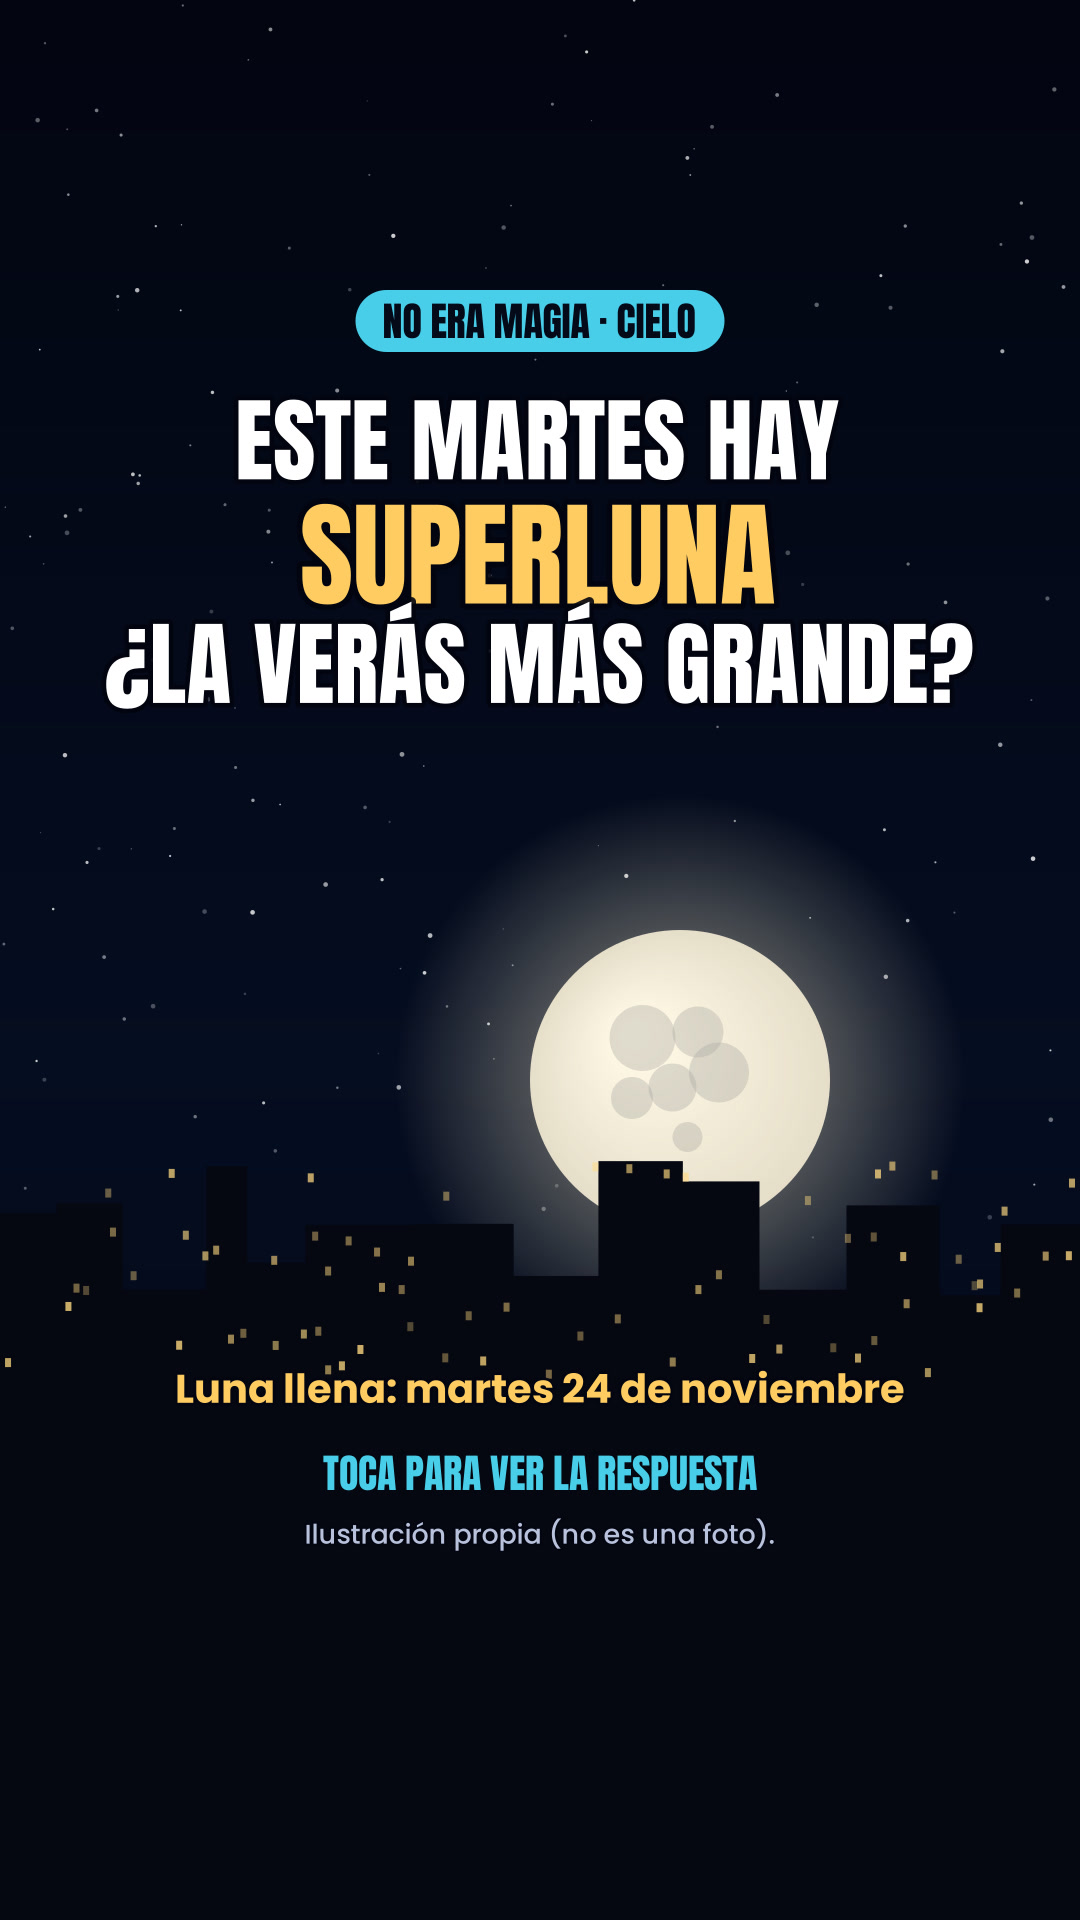 NO ERA MAGIA · CIELO
ESTE MARTES HAY
SUPERLUNA
¿LA VERÁS MÁS GRANDE?
Luna llena: martes 24 de noviembre
TOCA PARA VER LA RESPUESTA
Ilustración propia (no es una foto).